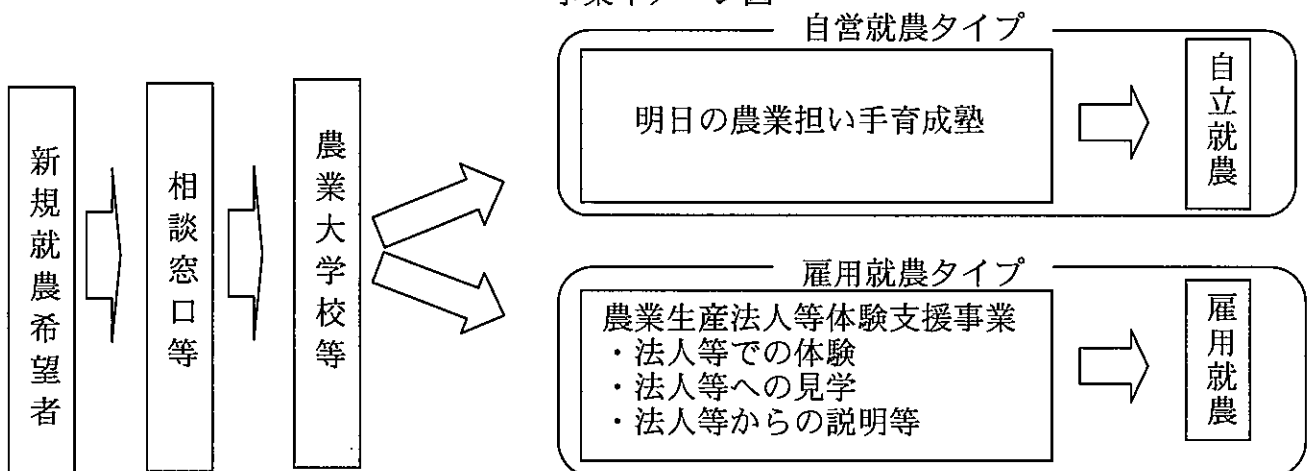 新規就農希望者
相談窓口等
農業大学校等
自営就農タイプ
明日の農業担い手育成塾
自立就農
雇用就農タイプ
農業生産法人等体験支援事業
・法人等での体験
・法人等への見学
・法人等からの説明等
雇用就農